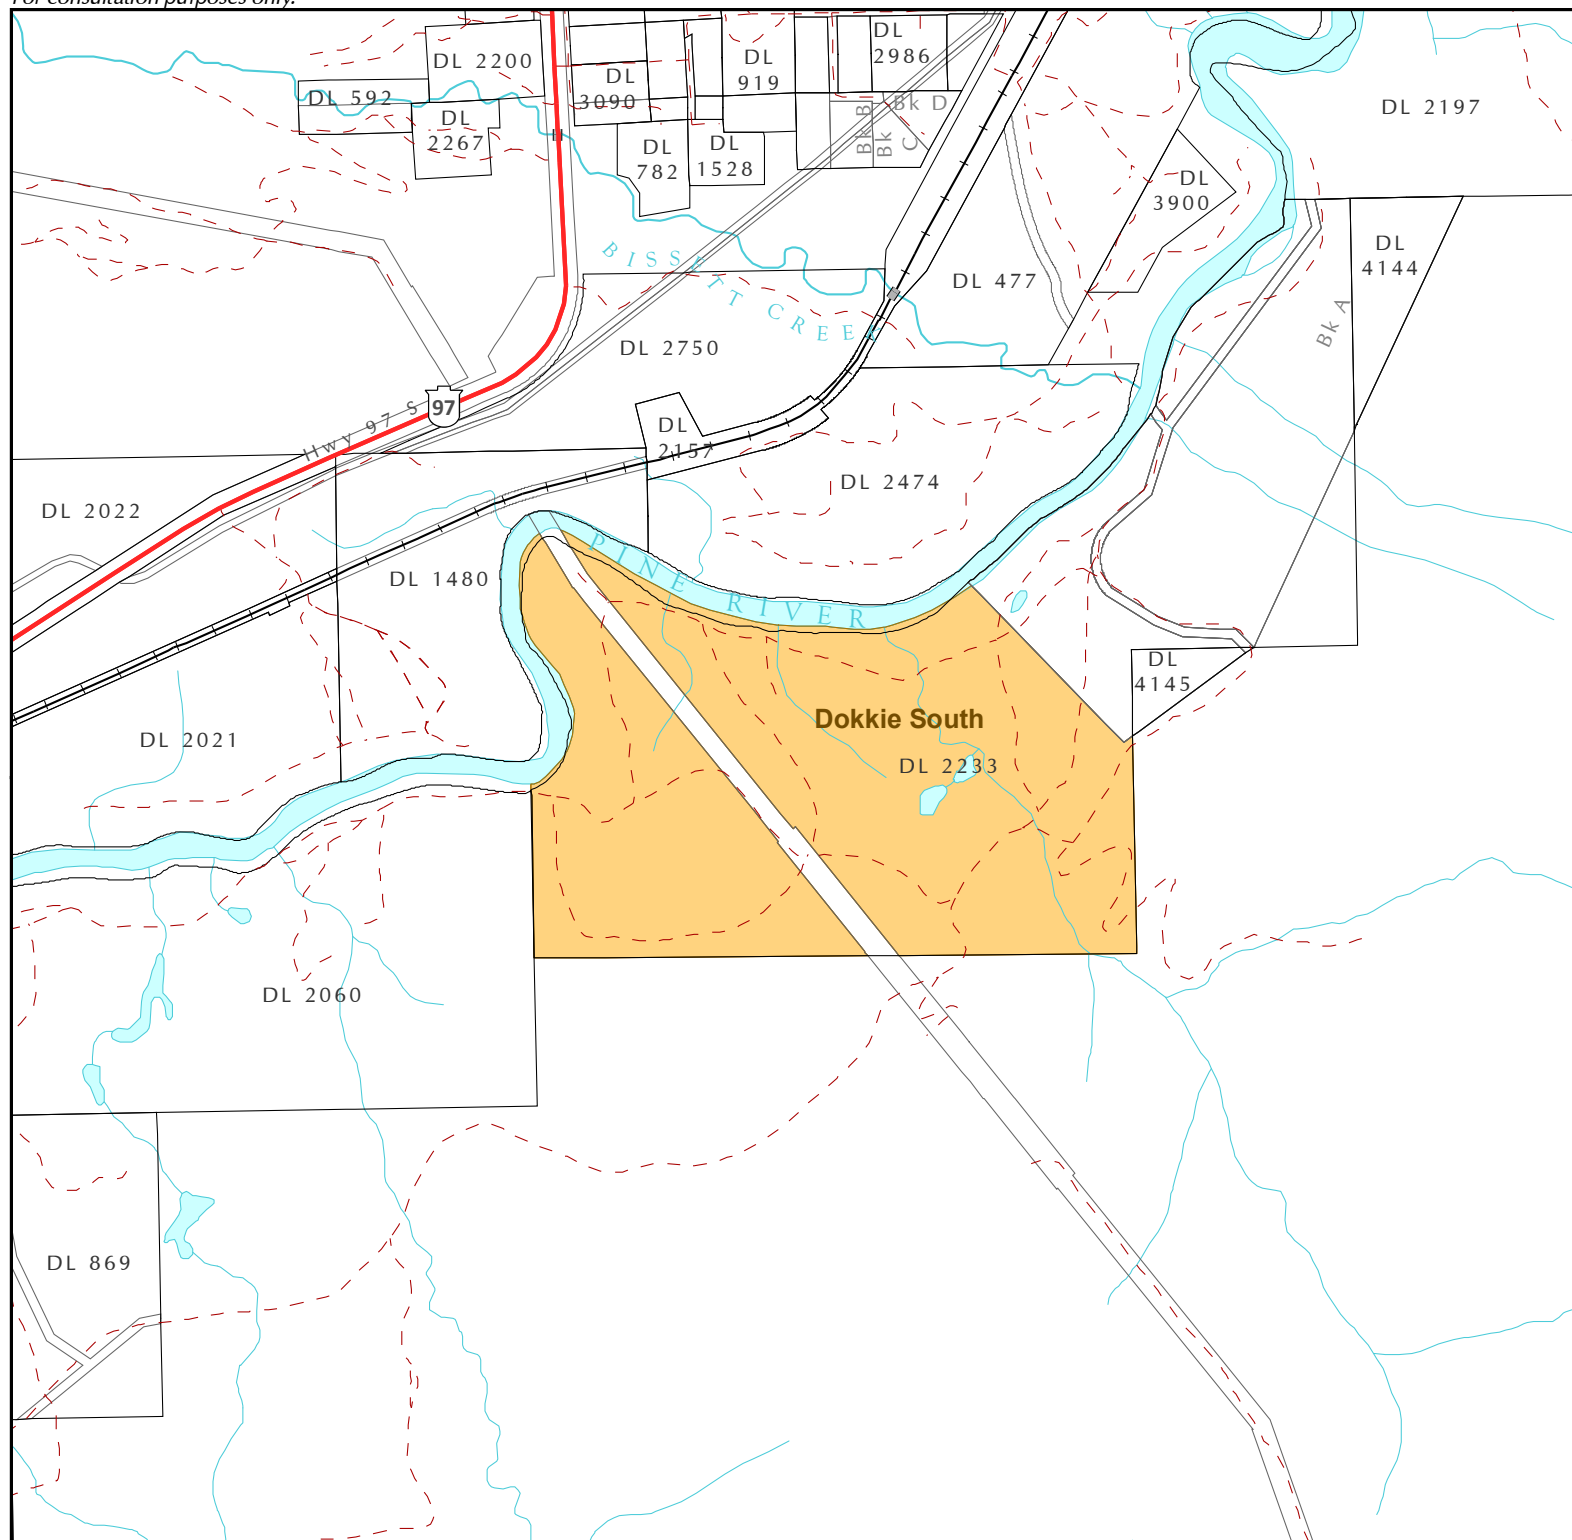 For consultation purposes only.
DL 2200
DL 592
DL
2267
DL
3090
DL
919
DL
2986
DL
782
DL
1528
Bk B
Bk C
Bk D
DL 2197
DL
3900
DL
4144
Bk A
DL 477
BISSETT CREEK
DL 2750
97
Hwy 97 S
DL
2157
DL 2474
DL 2022
DL 1480
PINE RIVER
DL
4145
DL 2021
Dokkie South
DL 2233
DL 2060
DL 869